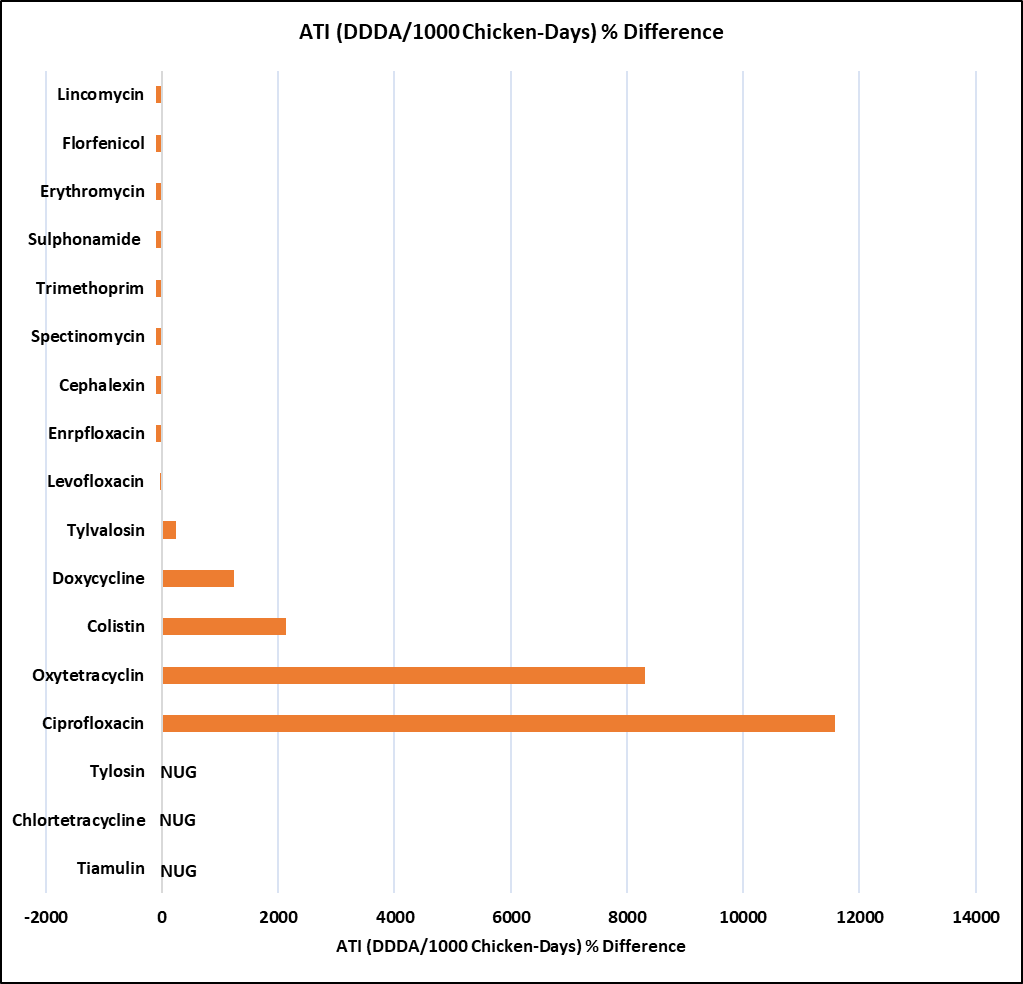 ATI (DDDA/1000 Chicken-Days) % Difference
Lincomycin
Florfenicol
Erythromycin
Sulphonamide
Trimethoprim
Spectinomycin
Cephalexin
Enrpfloxacin
Levofloxacin
Tylvalosin
Doxycycline
Colistin
Oxytetracyclin
Ciprofloxacin
Tylosin NUG
Chlortetracycline NUG
Tiamulin NUG
-2000 0 2000 4000 6000 8000 10000 12000 14000
ATI (DDDA/1000 Chicken-Days) % Difference